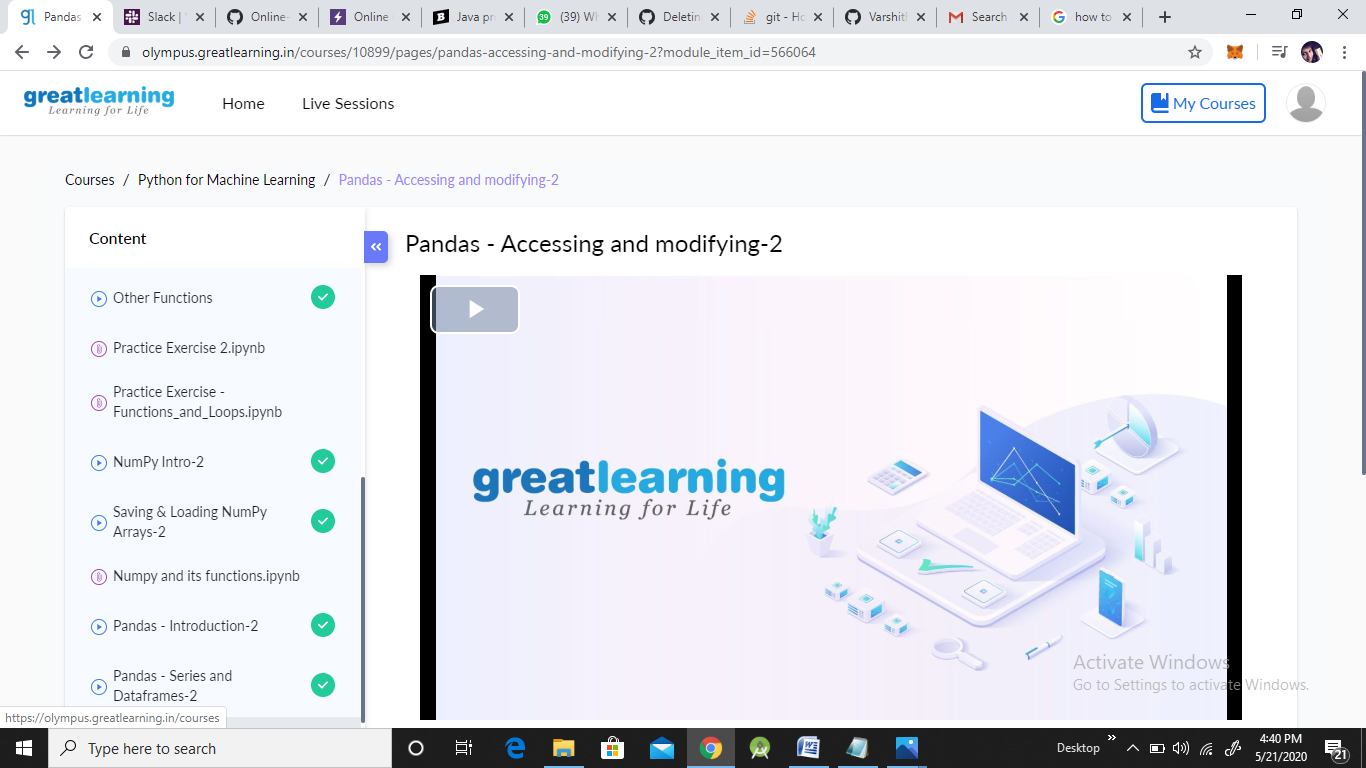 Pandas
Slack |
Online-
Online
Java pr
(39) Wh
Deletin
git - Ho
Varshit
Search
how to
olympus.greatlearning.in/courses/10899/pages/pandas-accessing-and-modifying-2?module_item_id=566064
greatlearning
Learning for Life
Home
Live Sessions
My Courses
Courses / Python for Machine Learning / Pandas - Accessing and modifying-2
Content
«
Other Functions
Practice Exercise 2.ipynb
Practice Exercise -
Functions_and_Loops.ipynb
NumPy Intro-2
Saving & Loading NumPy
Arrays-2
Numpy and its functions.ipynb
Pandas - Introduction-2
Pandas - Series and
Dataframes-2
Pandas - Accessing and modifying-2
greatlearning
Learning for Life
Activate Windows
Go to Settings to activate Windows.
https://olympus.greatlearning.in/courses
Type here to search
Desktop
4:40 PM
5/21/2020
21